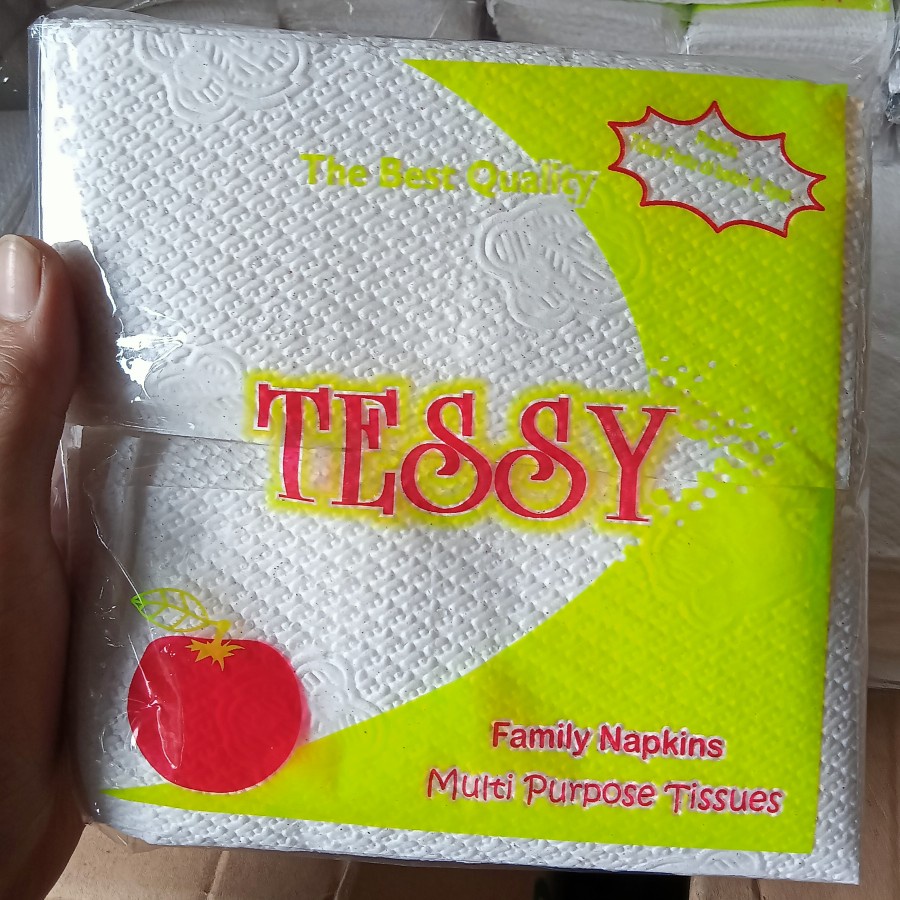 The Best Quality
TESSY
Family Napkins
Multi Purpose Tissues